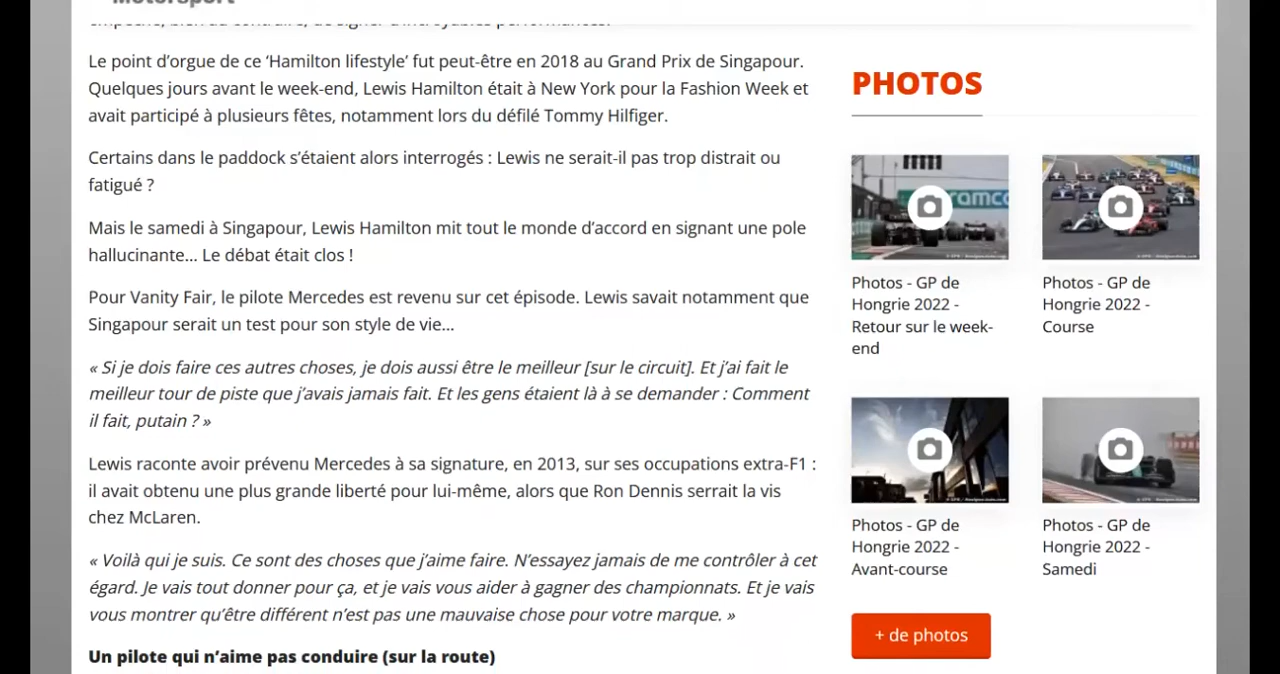 Motorsport
empêche, bien au contraire, de signer d'incroyables performances.
Le point d’orgue de ce ‘Hamilton lifestyle’ fut peut-être en 2018 au Grand Prix de Singapour.
Quelques jours avant le week-end, Lewis Hamilton était à New York pour la Fashion Week et
avait participé à plusieurs fêtes, notamment lors du défilé Tommy Hilfiger.
Certains dans le paddock s’étaient alors interrogés : Lewis ne serait-il pas trop distrait ou
fatigué ?
Mais le samedi à Singapour, Lewis Hamilton mit tout le monde d’accord en signant une pole
hallucinante... Le débat était clos !
Pour Vanity Fair, le pilote Mercedes est revenu sur cet épisode. Lewis savait notamment que
Singapour serait un test pour son style de vie...
« Si je dois faire ces autres choses, je dois aussi être le meilleur [sur le circuit]. Et j’ai fait le
meilleur tour de piste que j’avais jamais fait. Et les gens étaient là à se demander : Comment
il fait, putain ? »
Lewis raconte avoir prévenu Mercedes à sa signature, en 2013, sur ses occupations extra-F1 :
il avait obtenu une plus grande liberté pour lui-même, alors que Ron Dennis serrait la vis
chez McLaren.
« Voilà qui je suis. Ce sont des choses que j’aime faire. N’essayez jamais de me contrôler à cet
égard. Je vais tout donner pour ça, et je vais vous aider à gagner des championnats. Et je vais
vous montrer qu’être différent n’est pas une mauvaise chose pour votre marque. »
Un pilote qui n’aime pas conduire (sur la route)
PHOTOS
aramco
Photos - GP de
Hongrie 2022 -
Retour sur le week-
end
Photos - GP de
Hongrie 2022 -
Course
Photos - GP de
Hongrie 2022 -
Avant-course
Photos - GP de
Hongrie 2022 -
Samedi
+ de photos